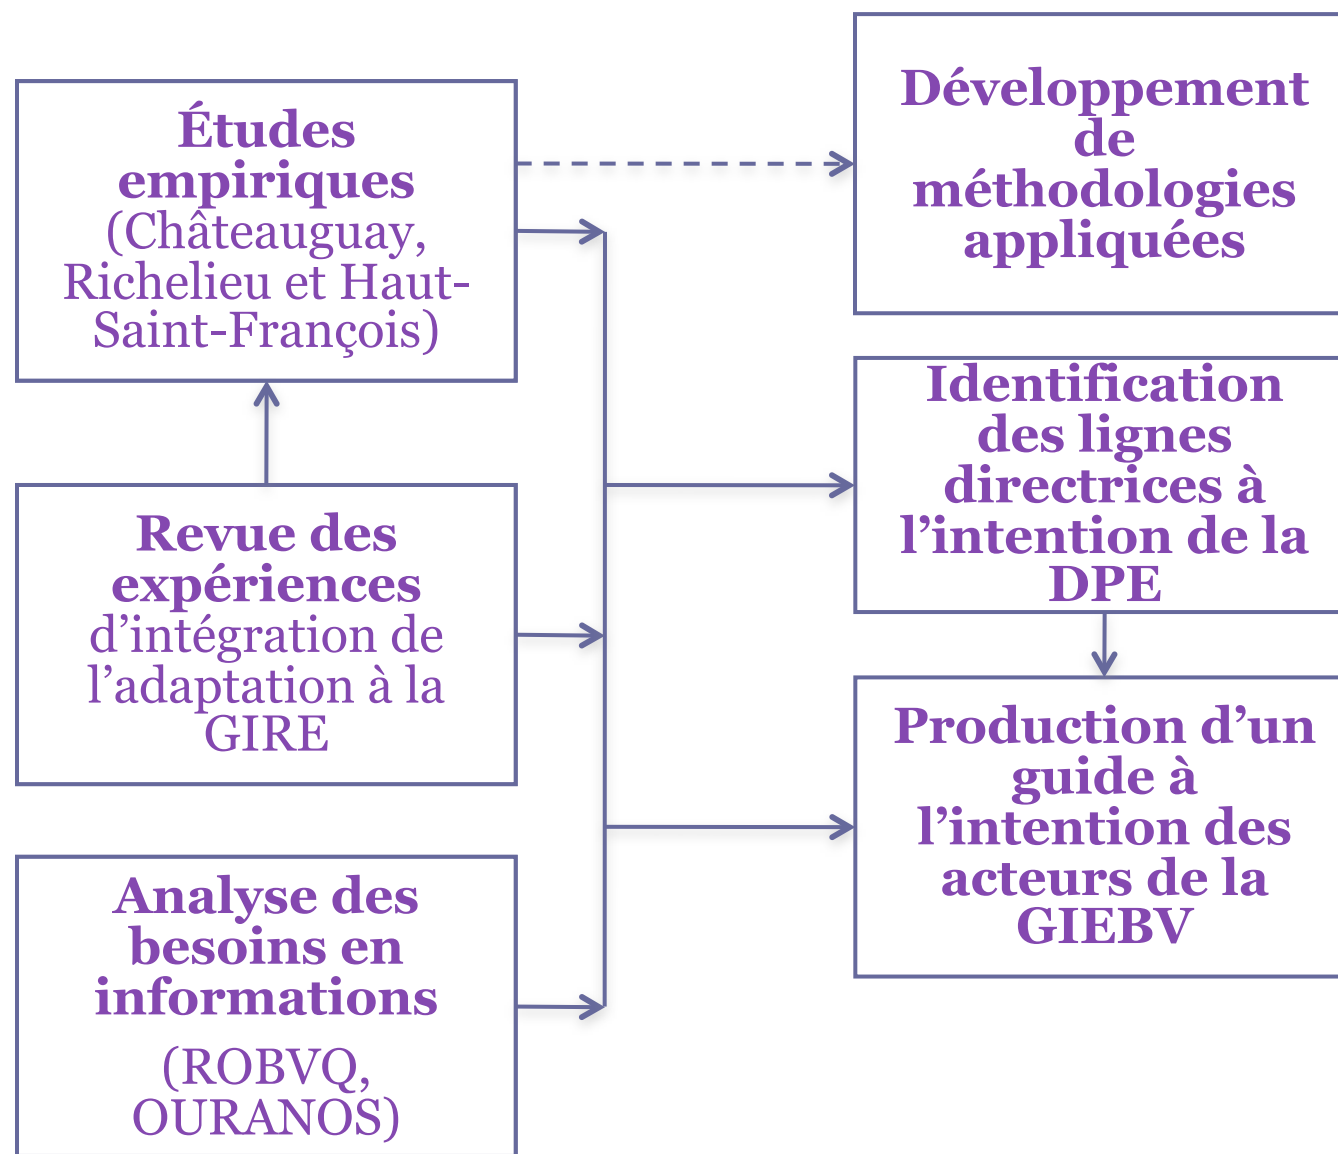 Études
empiriques
(Châteauguay,
Richelieu et Haut-
Saint-François)
Revue des
expériences
d’intégration de
l’adaptation à la
GIRE
Analyse des
besoins en
informations
(ROBVQ,
OURANOS)
Développement
de
méthodologies
appliquées
Identification
des lignes
directrices à
l’intention de la
DPE
Production d’un
guide à
l’intention des
acteurs de la
GIEBV